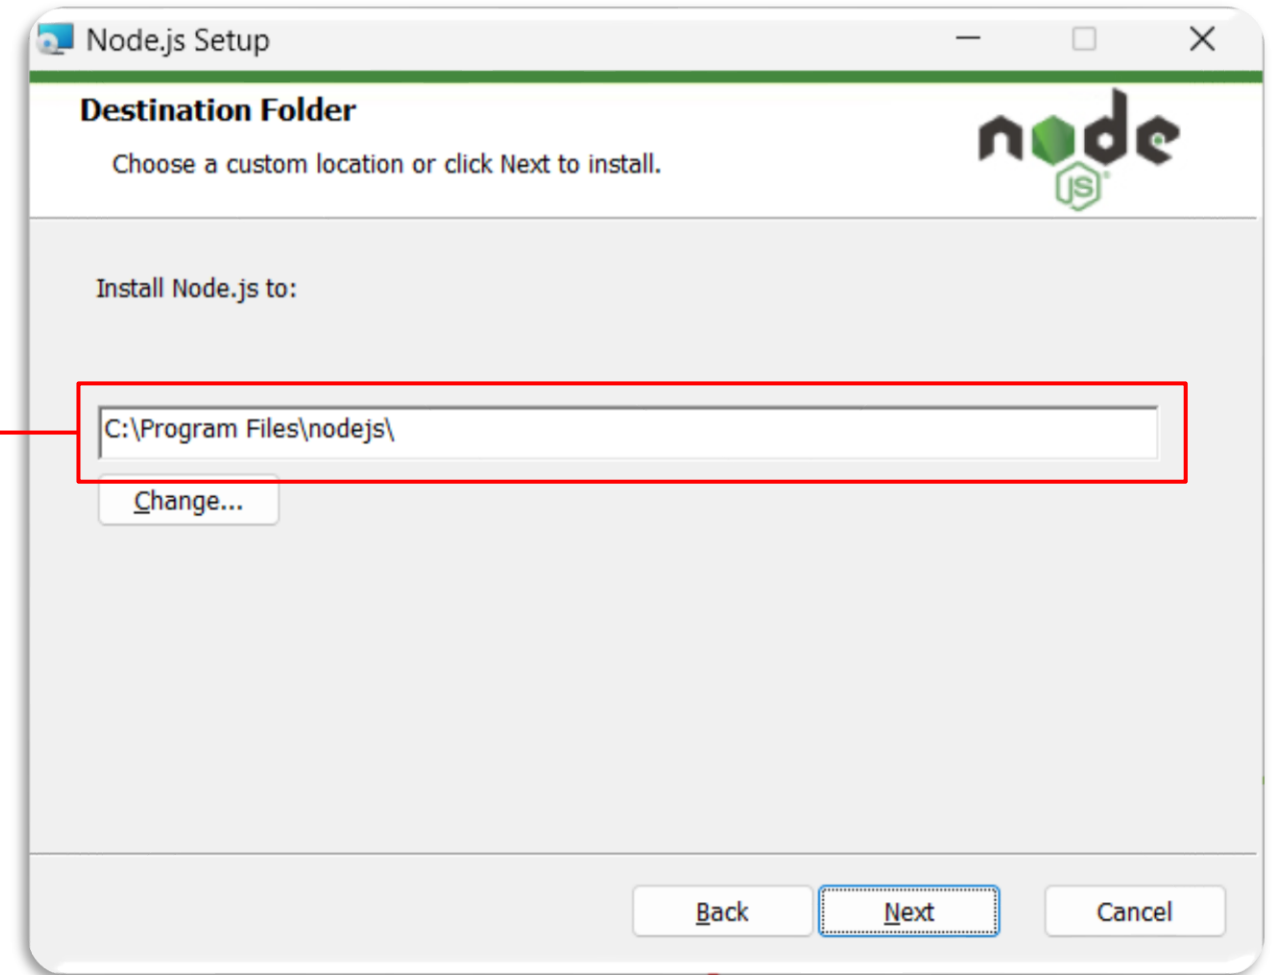 Node.js Setup
Destination Folder
Choose a custom location or click Next to install.
node
JS
Install Node.js to:
C:\Program Files\nodejs\
Change...
Back
Next
Cancel